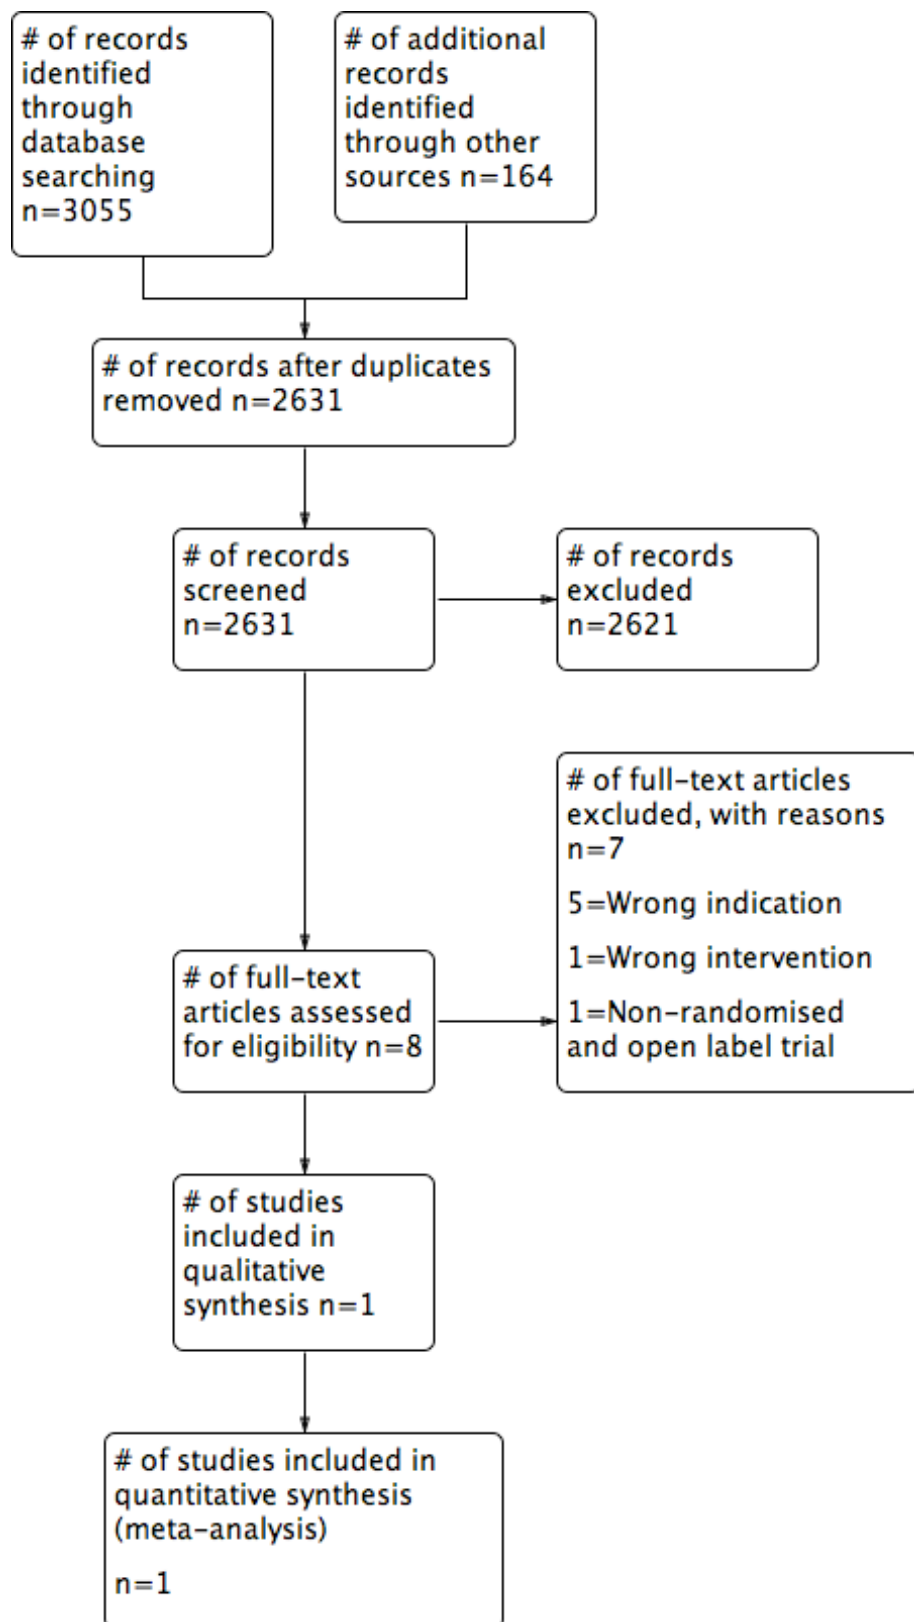 # of records
identified
through
database
searching
n=3055
# of additional
records
identified
through other
sources n=164
# of records after duplicates
removed n=2631
# of records
screened
n=2631
# of records
excluded
n=2621
# of full-text articles
excluded, with reasons
n=7
5=Wrong indication
1=Wrong intervention
1=Non-randomised
and open label trial
# of full-text
articles assessed
for eligibility n=8
# of studies
included in
qualitative
synthesis n=1
# of studies included in
quantitative synthesis
(meta-analysis)
n=1